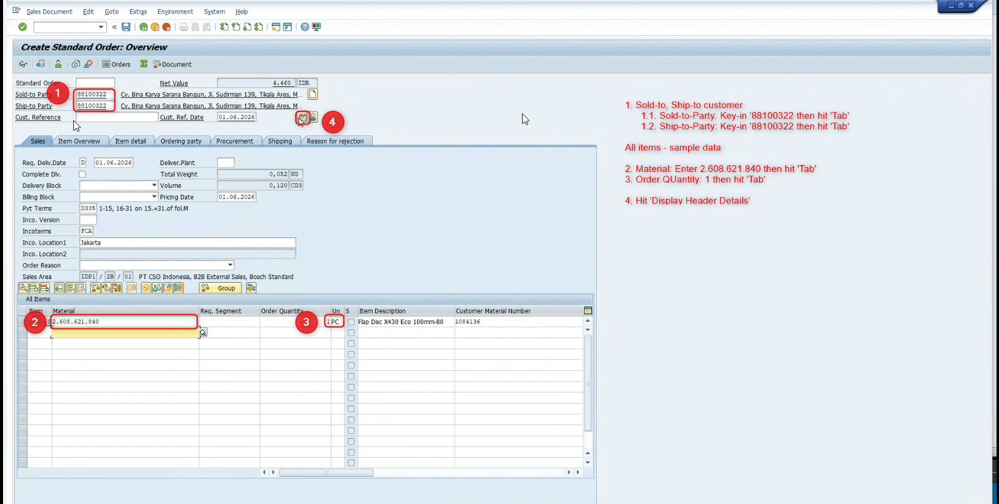 Sales Document Edit Goto Extras Environment System Help
Create Standard Order: Overview
Orders Document
Standard Order Net Value 4.460 IDR
1
Sold-to Party 88100322 Cv. Bina Karya Sarana Bangun, Jl. Sudirman 139, Tikala Ares, M...
Ship-to Party 88100322 Cv. Bina Karya Sarana Bangun, Jl. Sudirman 139, Tikala Ares, M...
Cust. Reference Cust. Ref. Date 01.06.2026
4
Sales Item Overview Item detail Ordering party Procurement Shipping Reason for rejection
Req. Deliv.Date D 01.06.2026 Deliver.Plant
Complete Dlv. Total Weight 0,052 KG
Delivery Block Volume 0,120 CD3
Billing Block Pricing Date 01.06.2026
Pyt Terms D335 1-15, 16-31 on 15.+31.of fol.M
Inco. Version
Incoterms FCA
Inco. Location1 Jakarta
Inco. Location2
Order Reason
Sales Area IDP1 / 2B / 01 PT CSO Indonesia, B2B External Sales, Bosch Standard
Group
All Items
Item Material Req. Segment Order Quantity Un S Item Description Customer Material Number
2 2.608.621.840 3 1 PC Flap Disc X430 Eco 100mm-80 1084136
1. Sold-to, Ship-to customer
1.1. Sold-to-Party: Key-in '88100322 then hit 'Tab'
1.2. Ship-to-Party: Key-in '88100322 then hit 'Tab'
All items - sample data
2. Material: Enter 2.608.621.840 then hit 'Tab'
3. Order QUantity: 1 then hit 'Tab'
4. Hit 'Display Header Details'